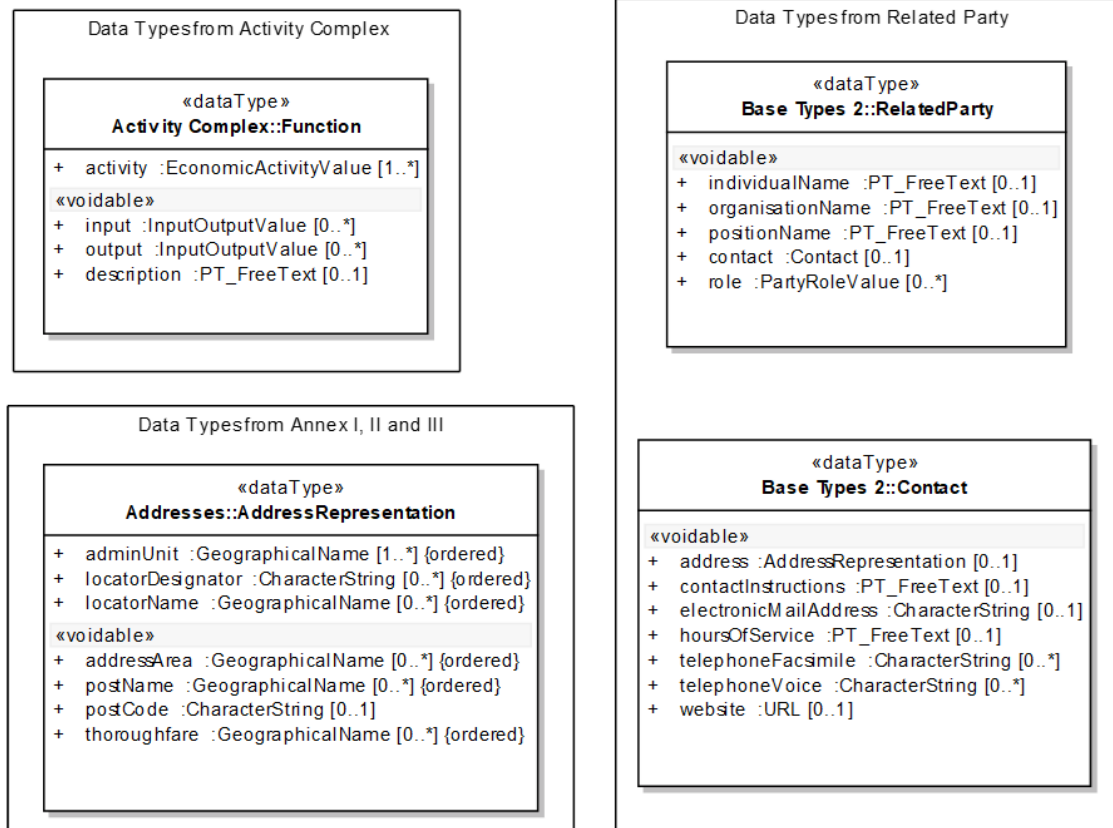 Data Typesfrom Activity Complex
«dataType»
Activity Complex::Function
+ activity :EconomicActivityValue [1..*]
«voidable»
+ input :InputOutputValue [0..*]
+ output :InputOutputValue [0..*]
+ description :PT_FreeText [0..1]
Data Typesfrom Annex I, II and III
«dataType»
Addresses::AddressRepresentation
+ adminUnit :GeographicalName [1..*] {ordered}
+ locatorDesignator :CharacterString [0..*] {ordered}
+ locatorName :GeographicalName [0..*] {ordered}
«voidable»
+ addressArea :GeographicalName [0..*] {ordered}
+ postName :GeographicalName [0..*] {ordered}
+ postCode :CharacterString [0..1]
+ thoroughfare :GeographicalName [0..*] {ordered}
Data Typesfrom Related Party
«dataType»
Base Types 2::RelatedParty
«voidable»
+ individualName :PT_FreeText [0..1]
+ organisationName :PT_FreeText [0..1]
+ positionName :PT_FreeText [0..1]
+ contact :Contact [0..1]
+ role :PartyRoleValue [0..*]
«dataType»
Base Types 2::Contact
«voidable»
+ address :AddressRepresentation [0..1]
+ contactInstructions :PT_FreeText [0..1]
+ electronicMailAddress :CharacterString [0..1]
+ hoursOfService :PT_FreeText [0..1]
+ telephoneFacsimile :CharacterString [0..*]
+ telephoneVoice :CharacterString [0..*]
+ website :URL [0..1]